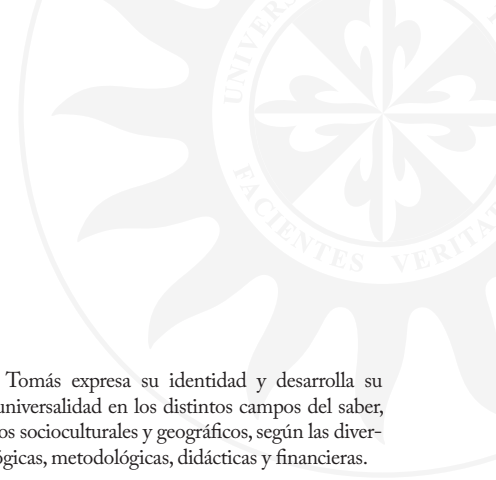 UNIVERS
FACIENTES VERITAT
Tomás expresa su identidad y desarrolla su
universalidad en los distintos campos del saber,
os socioculturales y geográficos, según las diver-
ógicas, metodológicas, didácticas y financieras.